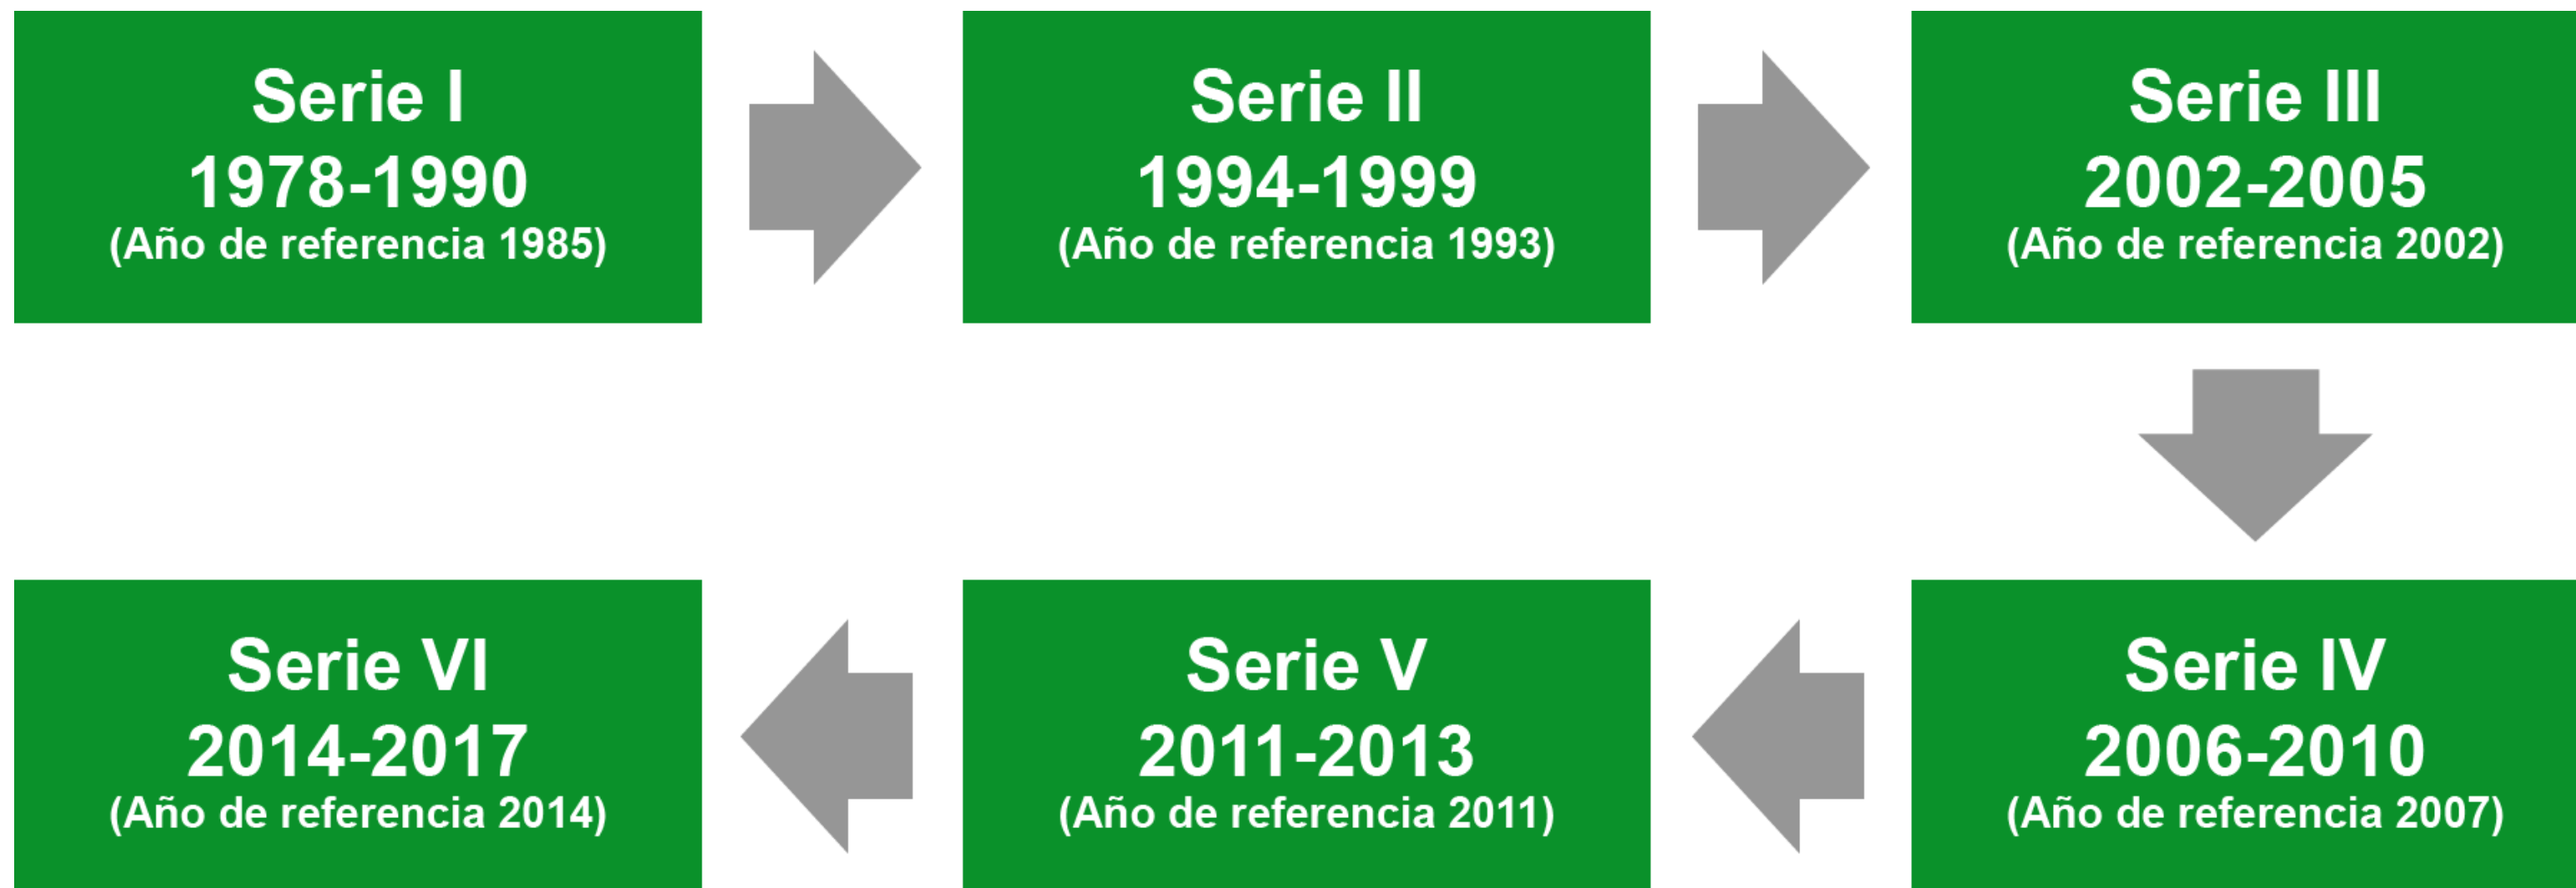 Serie I
1978-1990
(Año de referencia 1985)
Serie II
1994-1999
(Año de referencia 1993)
Serie III
2002-2005
(Año de referencia 2002)
Serie IV
2006-2010
(Año de referencia 2007)
Serie V
2011-2013
(Año de referencia 2011)
Serie VI
2014-2017
(Año de referencia 2014)